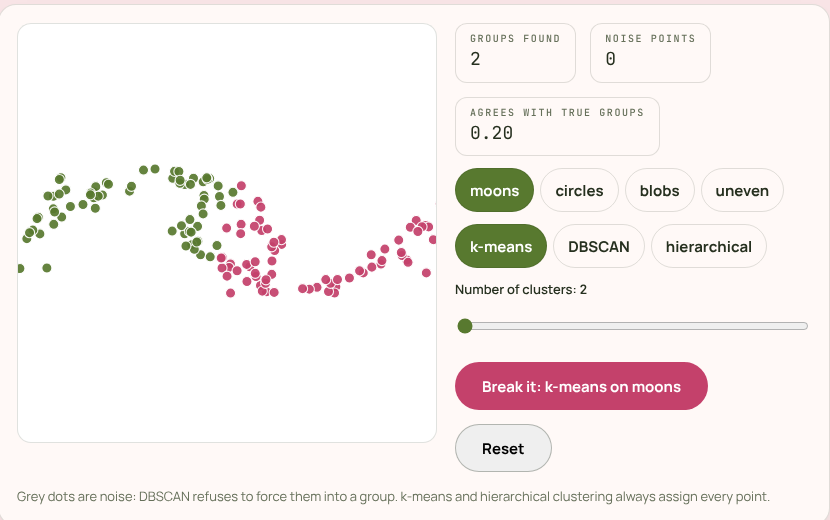 GROUPS FOUND
2
NOISE POINTS
0
AGREES WITH TRUE GROUPS
0.20
moons
circles
blobs
uneven
k-means
DBSCAN
hierarchical
Number of clusters: 2
Break it: k-means on moons
Reset
Grey dots are noise: DBSCAN refuses to force them into a group. k-means and hierarchical clustering always assign every point.